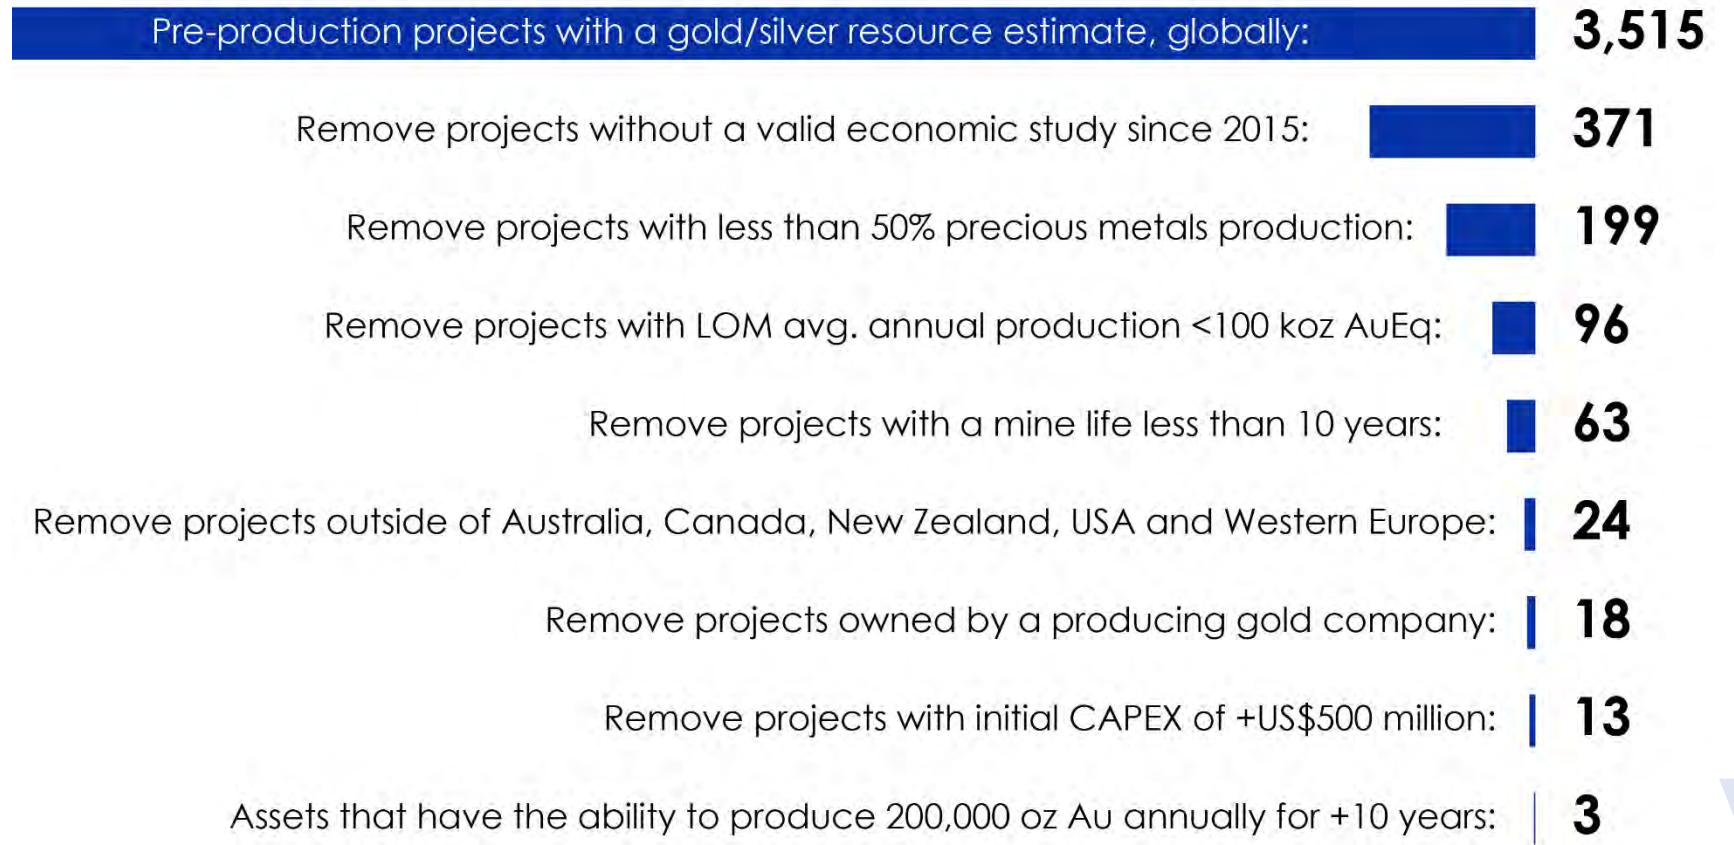 Pre-production projects with a gold/silver resource estimate, globally: 3,515
Remove projects without a valid economic study since 2015: 371
Remove projects with less than 50% precious metals production: 199
Remove projects with LOM avg. annual production <100 koz AuEq: 96
Remove projects with a mine life less than 10 years: 63
Remove projects outside of Australia, Canada, New Zealand, USA and Western Europe: 24
Remove projects owned by a producing gold company: 18
Remove projects with initial CAPEX of +US$500 million: 13
Assets that have the ability to produce 200,000 oz Au annually for +10 years: 3